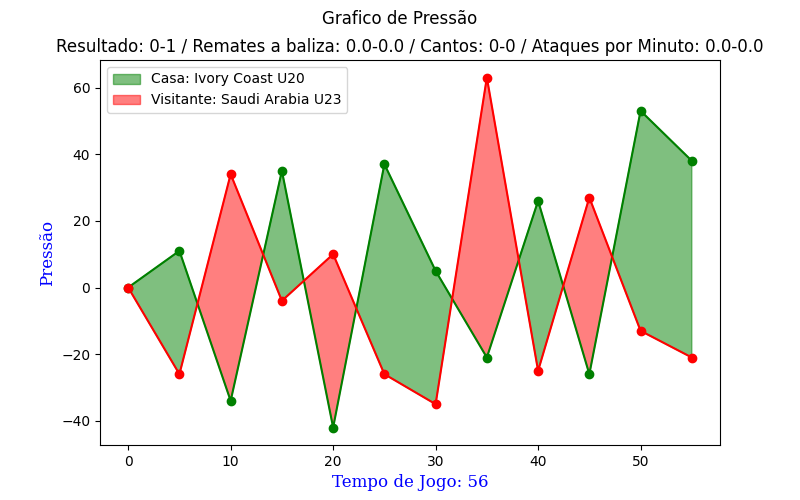 Grafico de Pressão
Resultado: 0-1 / Remates a baliza: 0.0-0.0 / Cantos: 0-0 / Ataques por Minuto: 0.0-0.0
Casa: Ivory Coast U20
Visitante: Saudi Arabia U23
Pressão
60
40
20
0
−20
−40
0 10 20 30 40 50
Tempo de Jogo: 56